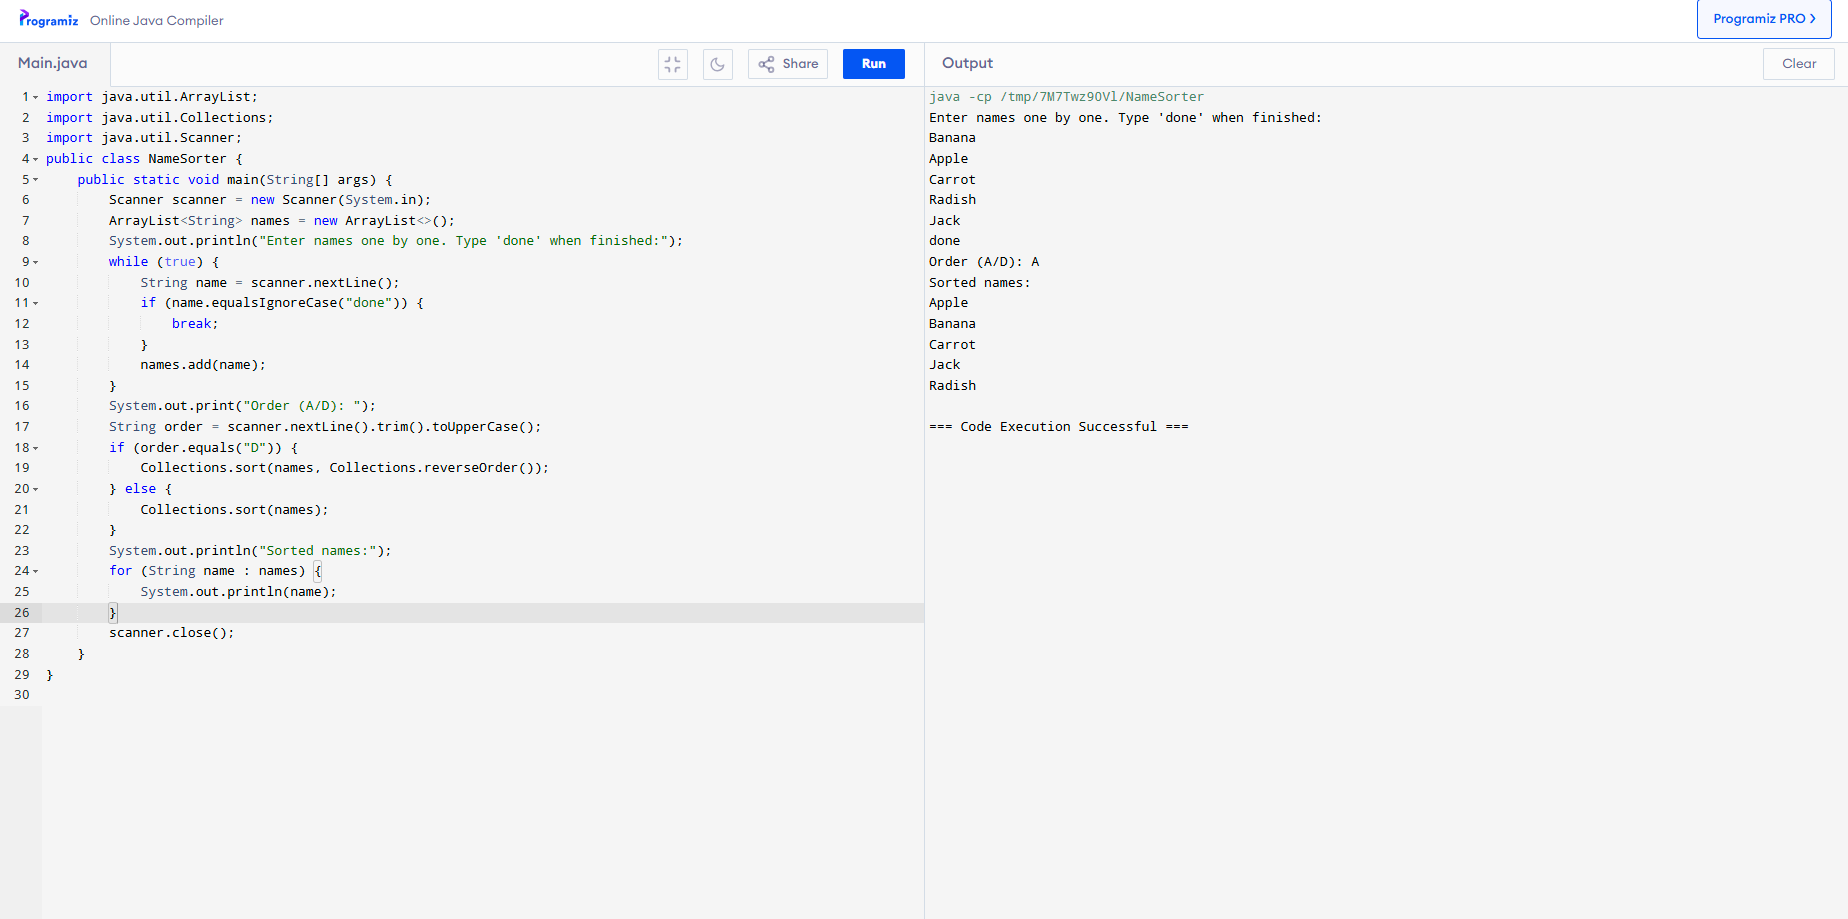 Programiz Online Java Compiler
Programiz PRO >
Main.java
Share
Run
Output
Clear
1 import java.util.ArrayList;
2 import java.util.Collections;
3 import java.util.Scanner;
4 public class NameSorter {
5     public static void main(String[] args) {
6         Scanner scanner = new Scanner(System.in);
7         ArrayList<String> names = new ArrayList<>();
8         System.out.println("Enter names one by one. Type 'done' when finished:");
9         while (true) {
10             String name = scanner.nextLine();
11             if (name.equalsIgnoreCase("done")) {
12                 break;
13             }
14             names.add(name);
15         }
16         System.out.print("Order (A/D): ");
17         String order = scanner.nextLine().trim().toUpperCase();
18         if (order.equals("D")) {
19             Collections.sort(names, Collections.reverseOrder());
20         } else {
21             Collections.sort(names);
22         }
23         System.out.println("Sorted names:");
24         for (String name : names) {
25             System.out.println(name);
26         }
27         scanner.close();
28     }
29 }
30
java -cp /tmp/7M7Twz9OVl/NameSorter
Enter names one by one. Type 'done' when finished:
Banana
Apple
Carrot
Radish
Jack
done
Order (A/D): A
Sorted names:
Apple
Banana
Carrot
Jack
Radish
=== Code Execution Successful ===